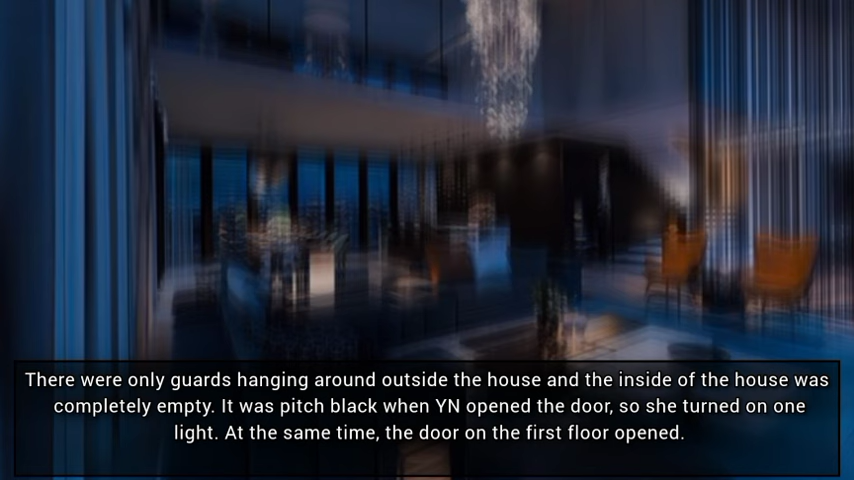 There were only guards hanging around outside the house and the inside of the house was
completely empty. It was pitch black when YN opened the door, so she turned on one
light. At the same time, the door on the first floor opened.